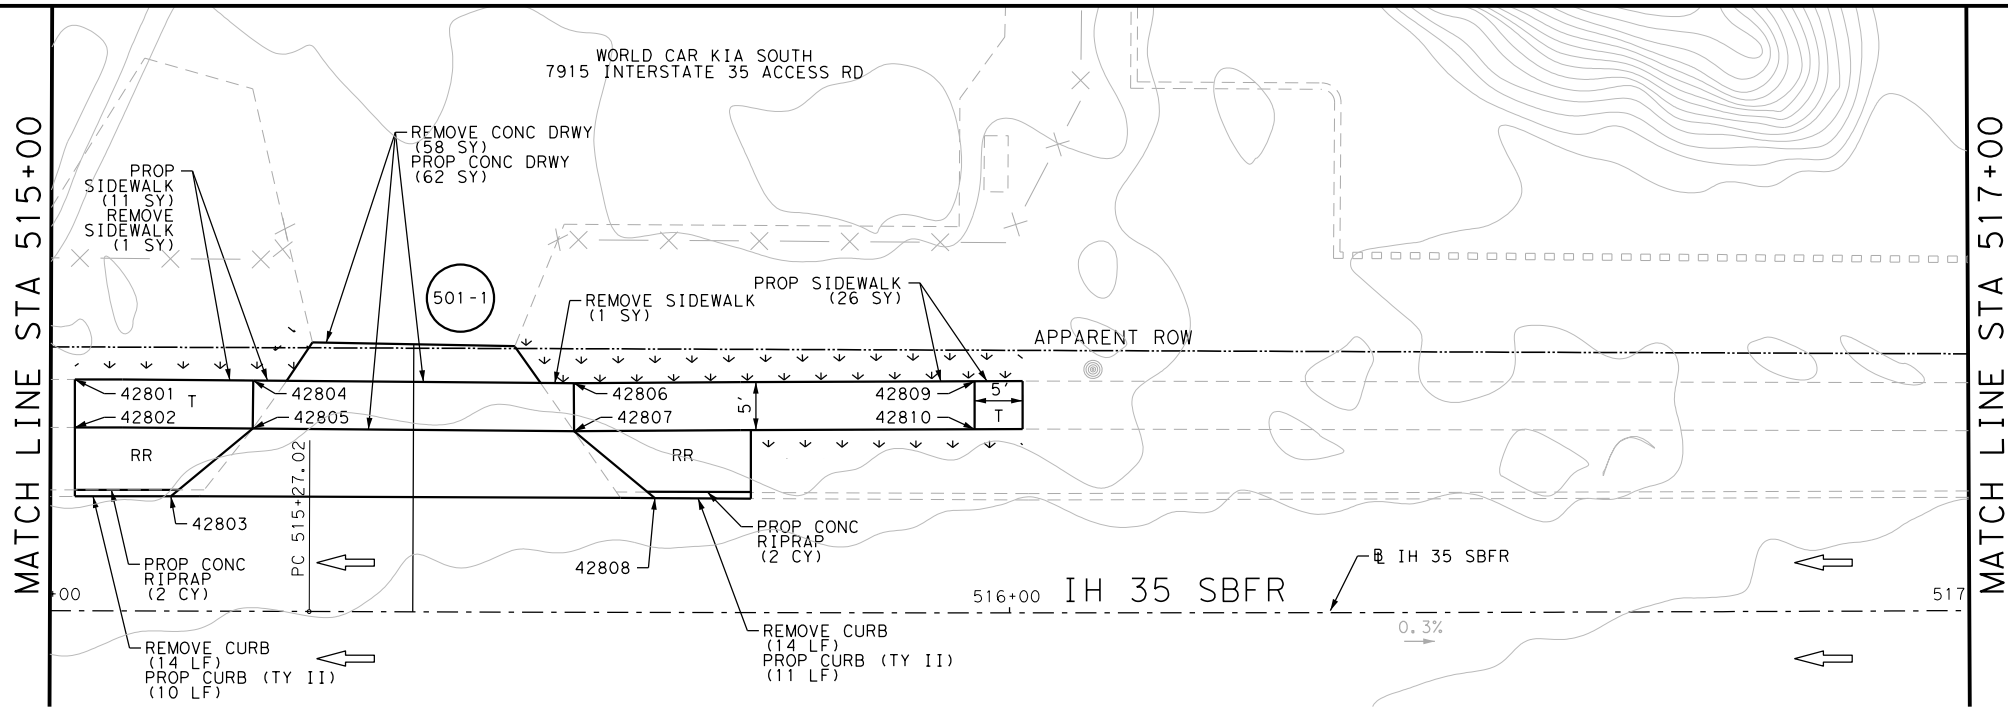 MATCH LINE STA 515+00
WORLD CAR KIA SOUTH
7915 INTERSTATE 35 ACCESS RD
REMOVE CONC DRWY
(58 SY)
PROP CONC DRWY
(62 SY)
PROP
SIDEWALK
(11 SY)
REMOVE
SIDEWALK
(1 SY)
501-1
REMOVE SIDEWALK
(1 SY)
PROP SIDEWALK
(26 SY)
APPARENT ROW
42801
T
42802
42804
42805
42806
42807
5'
42809
42810
5'
T
RR
RR
42803
PC 515+27.02
42808
PROP CONC
RIPRAP
(2 CY)
PROP CONC
RIPRAP
(2 CY)
+00
516+00
IH 35 SBFR
℄ IH 35 SBFR
517
0.3%
REMOVE CURB
(14 LF)
PROP CURB (TY II)
(10 LF)
REMOVE CURB
(14 LF)
PROP CURB (TY II)
(11 LF)
MATCH LINE STA 517+00